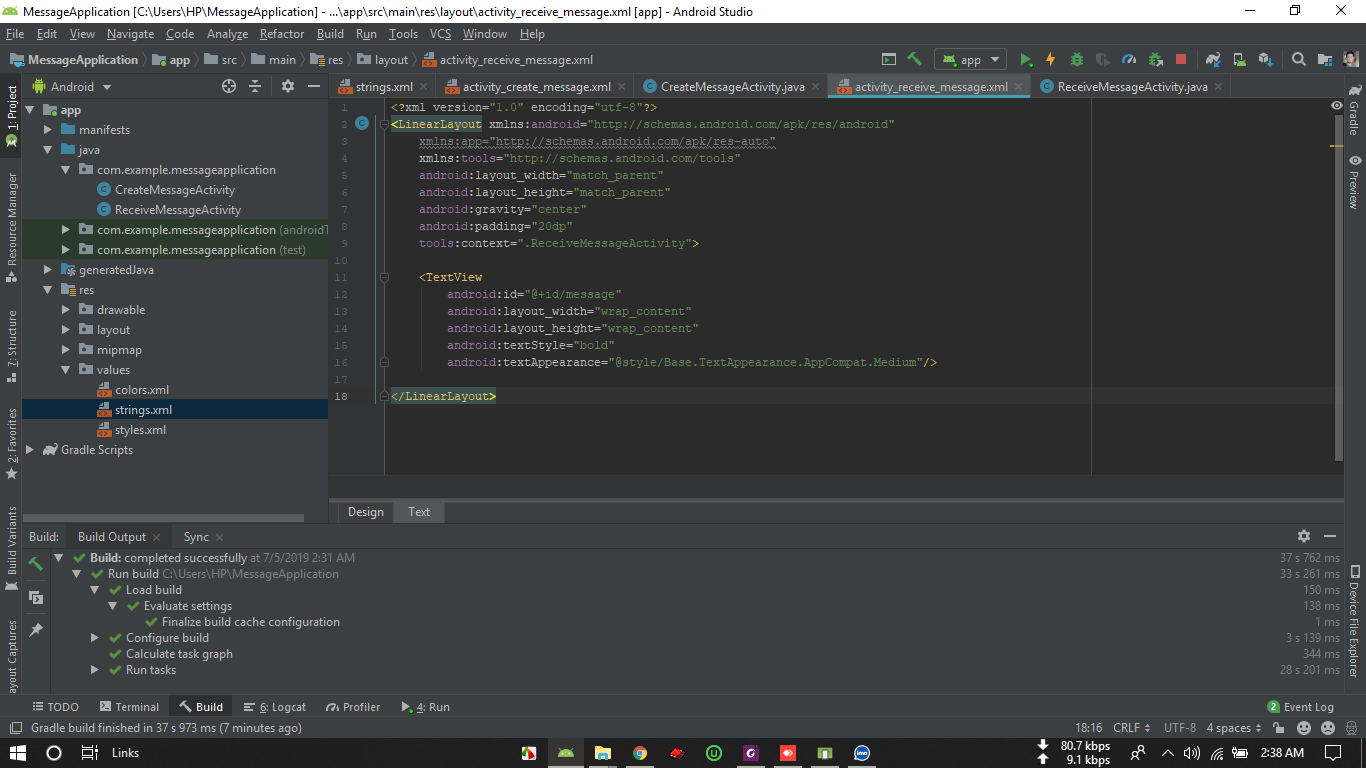 MessageApplication [C:\Users\HP\MessageApplication] - ...\app\src\main\res\layout\activity_receive_message.xml [app] - Android Studio
File Edit View Navigate Code Analyze Refactor Build Run Tools VCS Window Help
MessageApplication app src main res layout activity_receive_message.xml app
Android
strings.xml activity_create_message.xml CreateMessageActivity.java activity_receive_message.xml ReceiveMessageActivity.java
1: Project
Resource Manager
7: Structure
2: Favorites
Build Variants
ayout Captures
app
manifests
java
com.example.messageapplication
CreateMessageActivity
ReceiveMessageActivity
com.example.messageapplication (androidT
com.example.messageapplication (test)
generatedJava
res
drawable
layout
mipmap
values
colors.xml
strings.xml
styles.xml
Gradle Scripts
1 <?xml version="1.0" encoding="utf-8"?>
2 <LinearLayout xmlns:android="http://schemas.android.com/apk/res/android"
3 xmlns:app="http://schemas.android.com/apk/res-auto"
4 xmlns:tools="http://schemas.android.com/tools"
5 android:layout_width="match_parent"
6 android:layout_height="match_parent"
7 android:gravity="center"
8 android:padding="20dp"
9 tools:context=".ReceiveMessageActivity">
10
11 <TextView
12 android:id="@+id/message"
13 android:layout_width="wrap_content"
14 android:layout_height="wrap_content"
15 android:textStyle="bold"
16 android:textAppearance="@style/Base.TextAppearance.AppCompat.Medium"/>
17
18 </LinearLayout>
Gradle
Preview
Device File Explorer
Design Text
Build: Build Output Sync
Build: completed successfully at 7/5/2019 2:31 AM 37 s 762 ms
Run build C:\Users\HP\MessageApplication 33 s 261 ms
Load build 150 ms
Evaluate settings 138 ms
Finalize build cache configuration 1 ms
Configure build 3 s 139 ms
Calculate task graph 344 ms
Run tasks 28 s 201 ms
TODO Terminal Build 6: Logcat Profiler 4: Run 2 Event Log
Gradle build finished in 37 s 973 ms (7 minutes ago) 18:16 CRLF UTF-8 4 spaces
Links 80.7 kbps 2:38 AM
9.1 kbps
imo